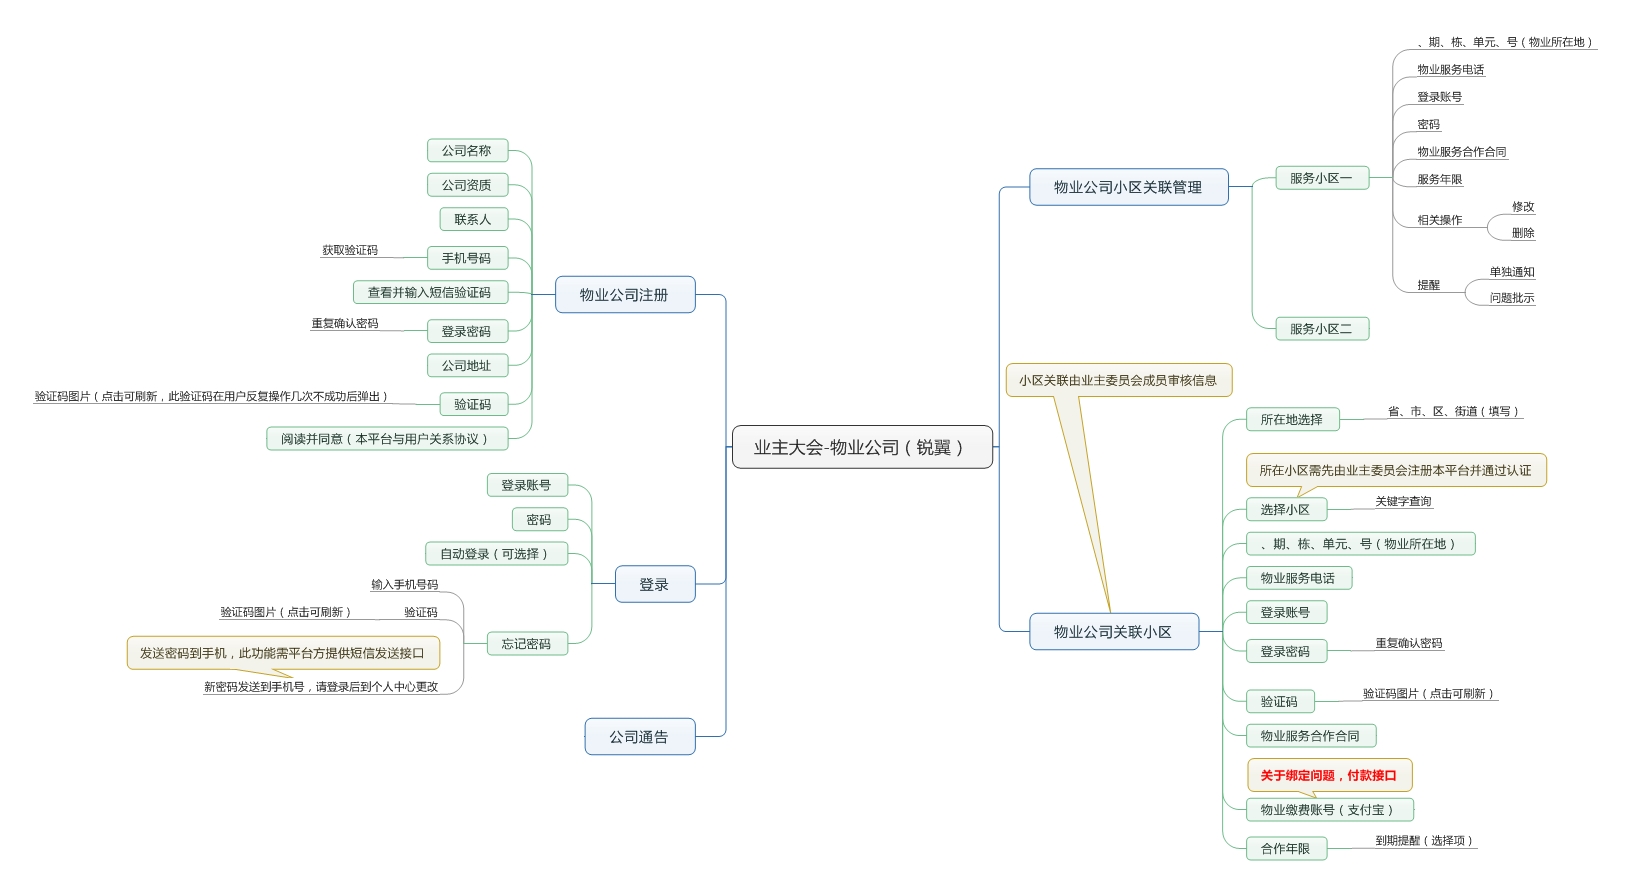 业主大会-物业公司（锐翼）
物业公司注册
公司名称
公司资质
联系人
手机号码
获取验证码
查看并输入短信验证码
登录密码
重复确认密码
公司地址
验证码
验证码图片（点击可刷新，此验证码在用户反复操作几次不成功后弹出）
阅读并同意（本平台与用户关系协议）
登录
登录账号
密码
自动登录（可选择）
忘记密码
输入手机号码
验证码
验证码图片（点击可刷新）
发送密码到手机，此功能需平台方提供短信发送接口
新密码发送到手机号，请登录后到个人中心更改
公司通告
物业公司小区关联管理
服务小区一
、期、栋、单元、号（物业所在地）
物业服务电话
登录账号
密码
物业服务合作合同
服务年限
相关操作
修改
删除
提醒
单独通知
问题批示
服务小区二
小区关联由业主委员会成员审核信息
物业公司关联小区
所在地选择
省、市、区、街道（填写）
所在小区需先由业主委员会注册本平台并通过认证
选择小区
关键字查询
、期、栋、单元、号（物业所在地）
物业服务电话
登录账号
登录密码
重复确认密码
验证码
验证码图片（点击可刷新）
物业服务合作合同
关于绑定问题，付款接口
物业缴费账号（支付宝）
合作年限
到期提醒（选择项）